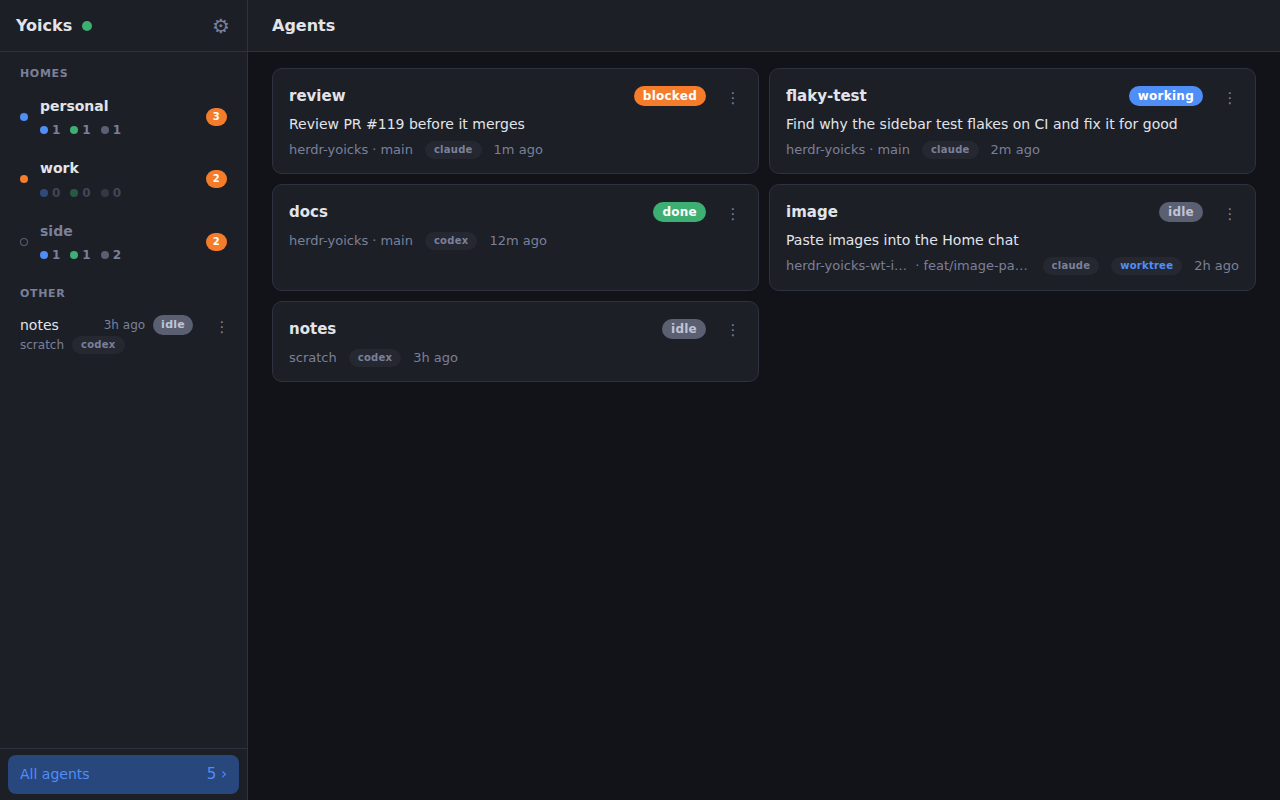 Yoicks ⚙
HOMES
personal 3
1 1 1
work 2
0 0 0
side 2
1 1 2
OTHER
notes 3h ago idle ⋮
scratch codex
All agents 5 ›
Agents
review blocked ⋮
Review PR #119 before it merges
herdr-yoicks · main claude 1m ago
flaky-test working ⋮
Find why the sidebar test flakes on CI and fix it for good
herdr-yoicks · main claude 2m ago
docs done ⋮
herdr-yoicks · main codex 12m ago
image idle ⋮
Paste images into the Home chat
herdr-yoicks-wt-i… · feat/image-pa… claude worktree 2h ago
notes idle ⋮
scratch codex 3h ago